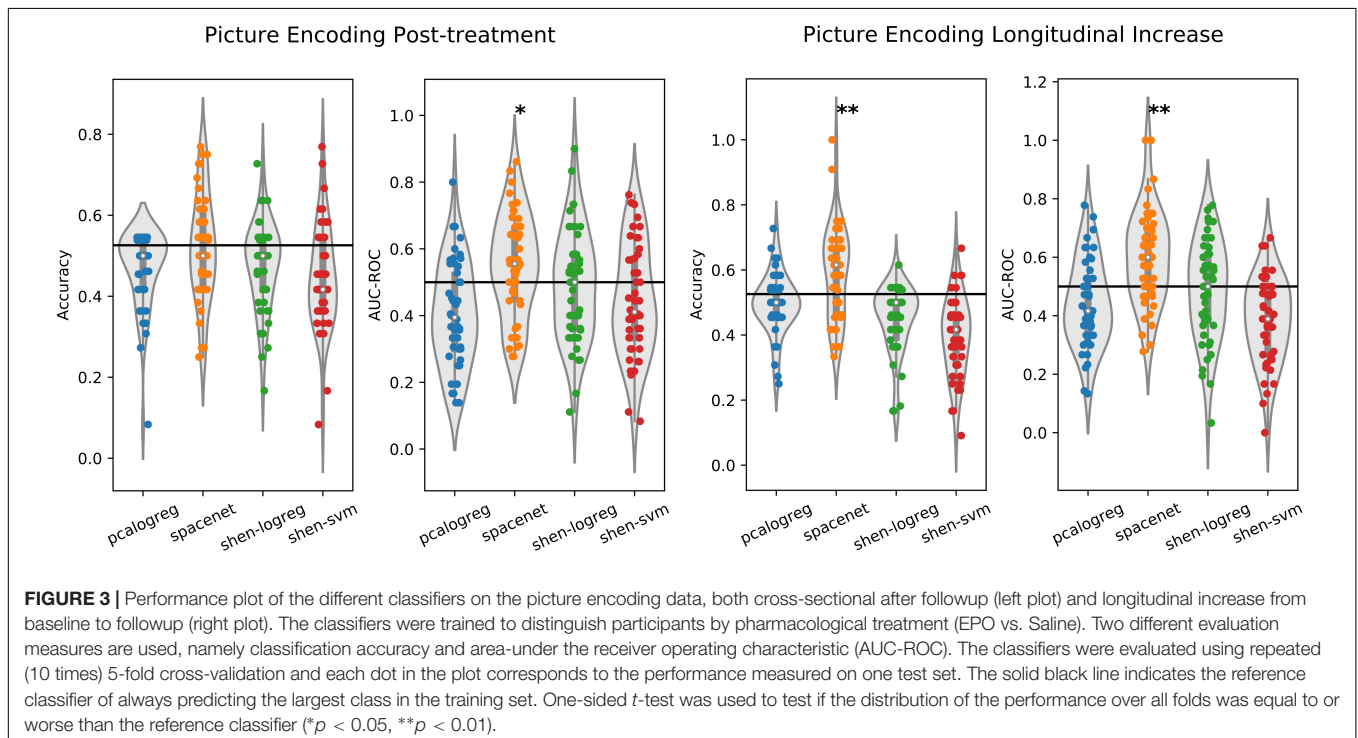 Picture Encoding Post-treatment
Picture Encoding Longitudinal Increase
Accuracy
0.8
0.6
0.4
0.2
0.0
pcalogreg
spacenet
shen-logreg
shen-svm
AUC-ROC
1.0
0.8
0.6
0.4
0.2
0.0
*
pcalogreg
spacenet
shen-logreg
shen-svm
Accuracy
1.0
0.8
0.6
0.4
0.2
0.0
**
pcalogreg
spacenet
shen-logreg
shen-svm
AUC-ROC
1.2
1.0
0.8
0.6
0.4
0.2
0.0
**
pcalogreg
spacenet
shen-logreg
shen-svm
FIGURE 3 | Performance plot of the different classifiers on the picture encoding data, both cross-sectional after followup (left plot) and longitudinal increase from
baseline to followup (right plot). The classifiers were trained to distinguish participants by pharmacological treatment (EPO vs. Saline). Two different evaluation
measures are used, namely classification accuracy and area-under the receiver operating characteristic (AUC-ROC). The classifiers were evaluated using repeated
(10 times) 5-fold cross-validation and each dot in the plot corresponds to the performance measured on one test set. The solid black line indicates the reference
classifier of always predicting the largest class in the training set. One-sided t-test was used to test if the distribution of the performance over all folds was equal to or
worse than the reference classifier (*p < 0.05, **p < 0.01).